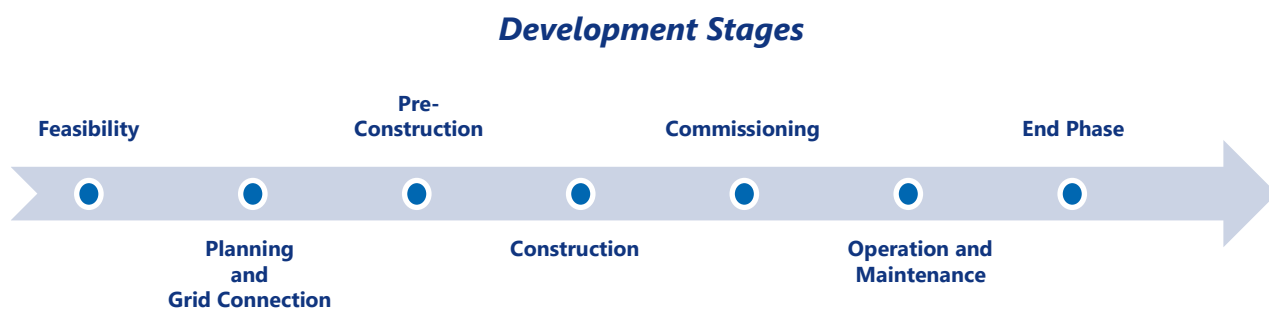 Development Stages
Feasibility
Planning
and
Grid Connection
Pre-
Construction
Construction
Commissioning
Operation and
Maintenance
End Phase